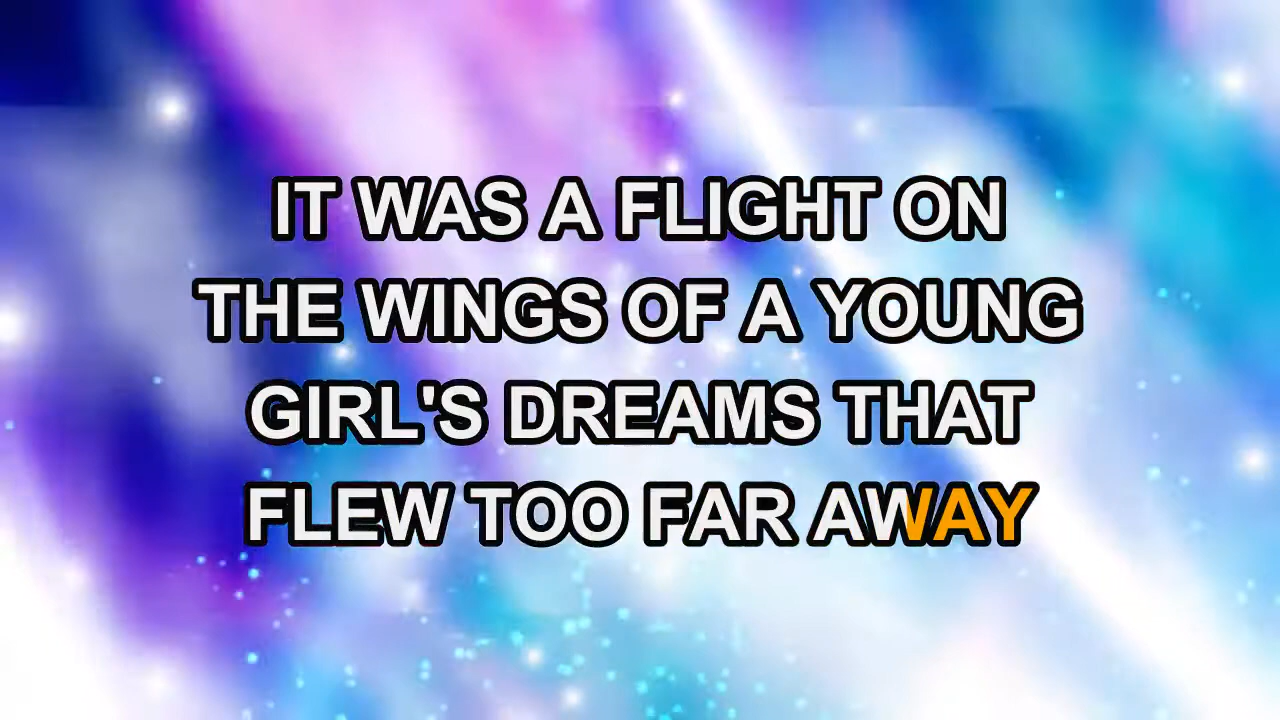 IT WAS A FLIGHT ON
THE WINGS OF A YOUNG
GIRL'S DREAMS THAT
FLEW TOO FAR AWAY